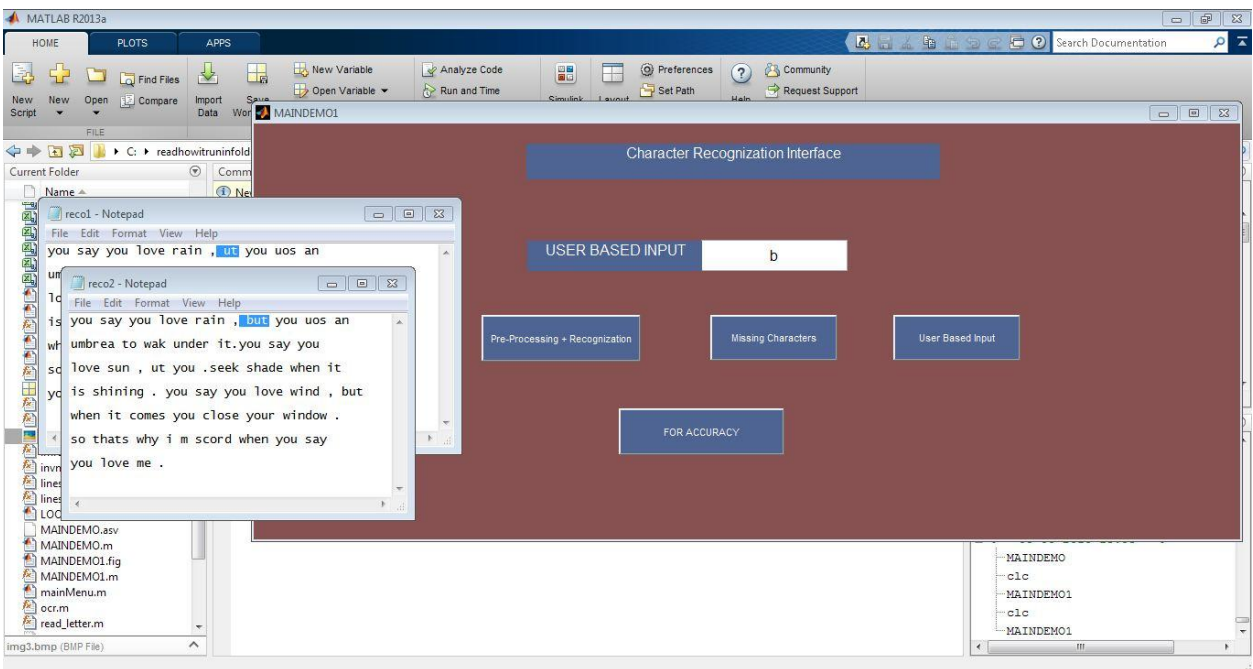 MATLAB R2013a
HOME PLOTS APPS
Search Documentation
Find Files
New Variable
Analyze Code
Preferences
Community
New Script
New
Open
Compare
Import Data
Open Variable
Run and Time
Set Path
Request Support
FILE
C: readhowitruninfold
Current Folder
Name
MAINDEMO1
Character Recognization Interface
USER BASED INPUT b
Pre-Processing + Recognization
Missing Characters
User Based Input
FOR ACCURACY
reco1 - Notepad
File Edit Format View Help
you say you love rain , ut you uos an
reco2 - Notepad
File Edit Format View Help
you say you love rain , but you uos an
umbrea to wak under it.you say you
love sun , ut you .seek shade when it
is shining . you say you love wind , but
when it comes you close your window .
so thats why i m scord when you say
you love me .
MAINDEMO.asv
MAINDEMO.m
MAINDEMO1.fig
MAINDEMO1.m
mainMenu.m
ocr.m
read_letter.m
img3.bmp (BMP File)
MAINDEMO
clc
MAINDEMO1
clc
MAINDEMO1